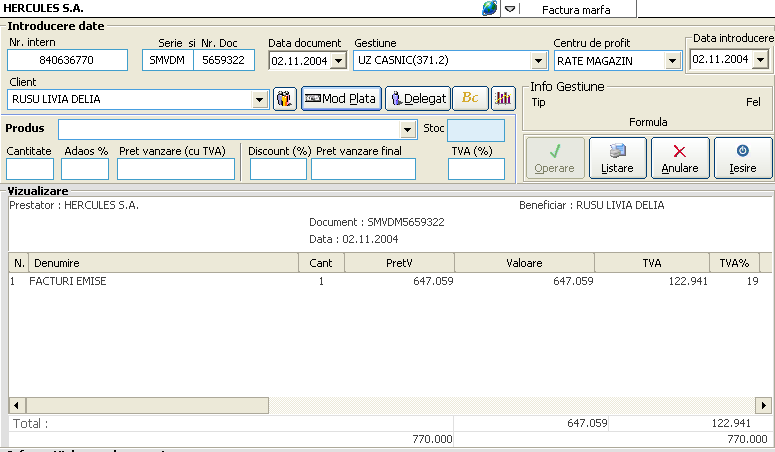 HERCULES S.A. Factura marfa
Introducere date
Nr. intern Serie si Nr. Doc Data document Gestiune Centru de profit Data introducere
840636770 SMVDM 5659322 02.11.2004 UZ CASNIC(371.2) RATE MAGAZIN 02.11.2004
Client
RUSU LIVIA DELIA Mod Plata Delegat Bc
Info Gestiune
Tip Fel
Formula
Produs Stoc
Cantitate Adaos % Pret vanzare (cu TVA) Discount (%) Pret vanzare final TVA (%)
Operare Listare Anulare Iesire
Vizualizare
Prestator : HERCULES S.A. Beneficiar : RUSU LIVIA DELIA
Document : SMVDM5659322
Data : 02.11.2004
N. Denumire Cant PretV Valoare TVA TVA%
1 FACTURI EMISE 1 647.059 647.059 122.941 19
Total : 647.059 122.941
770.000 770.000